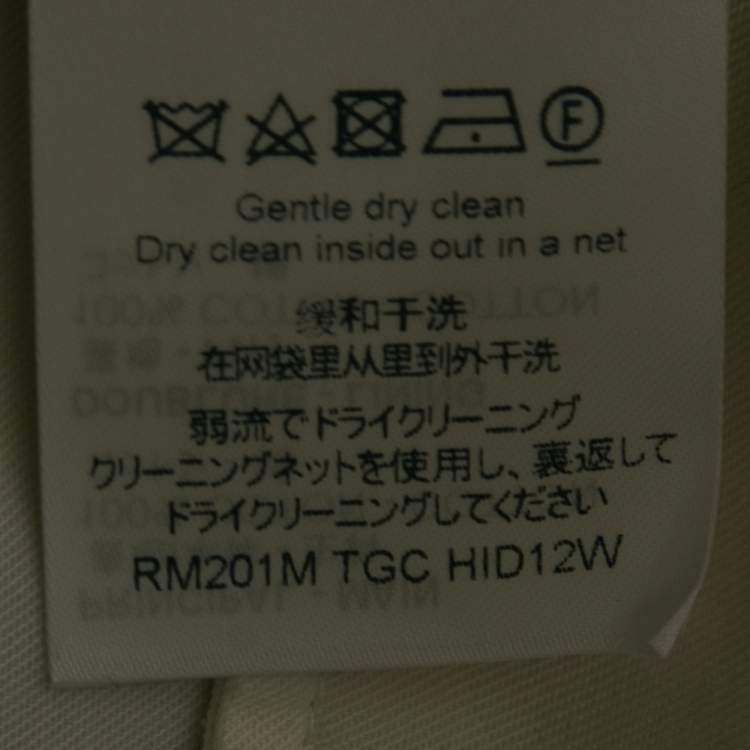 F
Gentle dry clean
Dry clean inside out in a net
缓和干洗
在网袋里从里到外干洗
弱流でドライクリーニング
クリーニングネットを使用し、裏返して
ドライクリーニングしてください
RM201M TGC HID12W